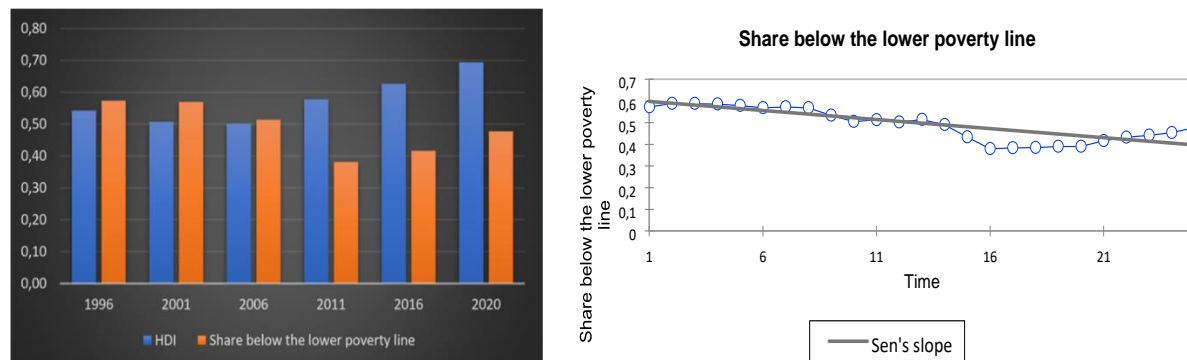 0,80
0,70
0,60
0,50
0,40
0,30
0,20
0,10
0,00
1996 2001 2006 2011 2016 2020
HDI Share below the lower poverty line
Share below the lower poverty line
Share below the lower poverty
line
0,7
0,6
0,5
0,4
0,3
0,2
0,1
0
1 6 11 16 21
Time
Sen's slope